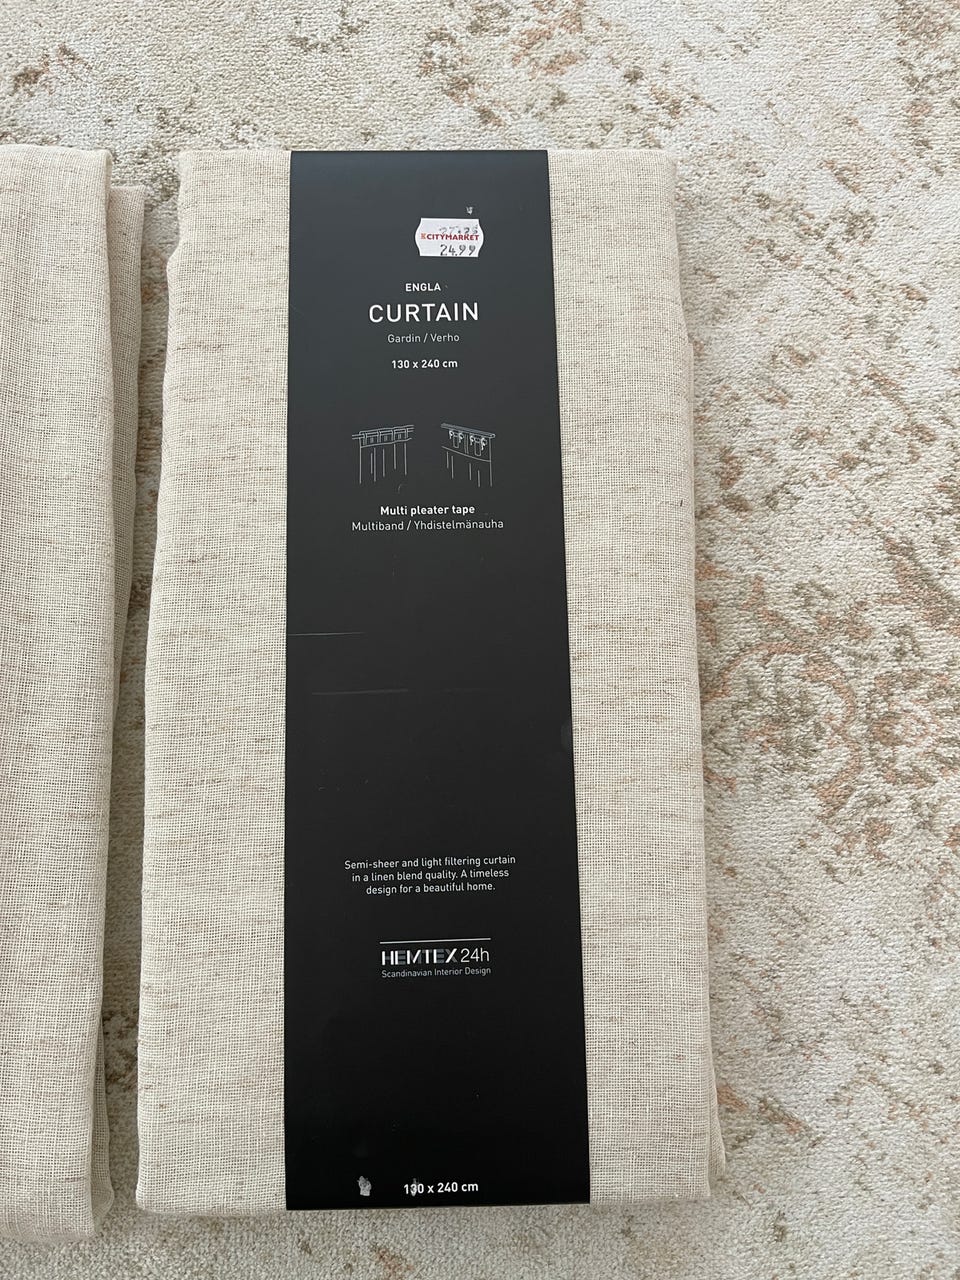 CITYMARKET
24.99
ENGLA
CURTAIN
Gardin / Verho
130 x 240 cm
Multi pleater tape
Multiband / Yhdistelmänauha
Semi-sheer and light filtering curtain
in a linen blend quality. A timeless
design for a beautiful home.
HEMTEX 24h
Scandinavian Interior Design
130 x 240 cm